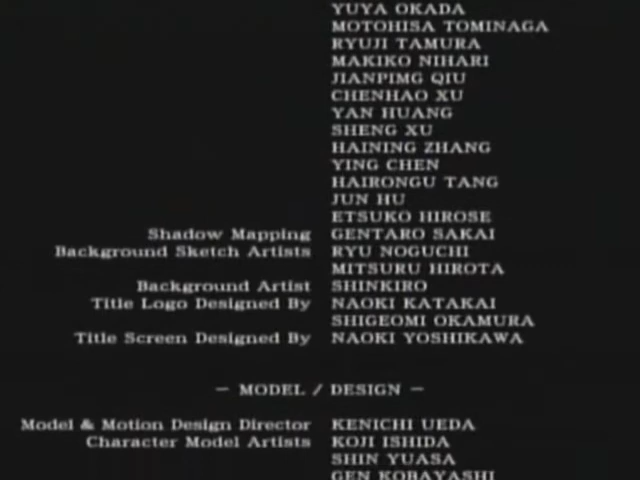 YUYA OKADA
MOTOHISA TOMINAGA
RYUJI TAMURA
MAKIKO NIHARI
JIANPIMG QIU
CHENHAO XU
YAN HUANG
SHENG XU
HAINING ZHANG
YING CHEN
HAIRONGU TANG
JUN HU
ETSUKO HIROSE
Shadow Mapping GENTARO SAKAI
Background Sketch Artists RYU NOGUCHI
MITSURU HIROTA
Background Artist SHINKIRO
Title Logo Designed By NAOKI KATAKAI
SHIGEOMI OKAMURA
Title Screen Designed By NAOKI YOSHIKAWA
— MODEL / DESIGN —
Model & Motion Design Director KENICHI UEDA
Character Model Artists KOJI ISHIDA
SHIN YUASA
GEN KOBAYASHI